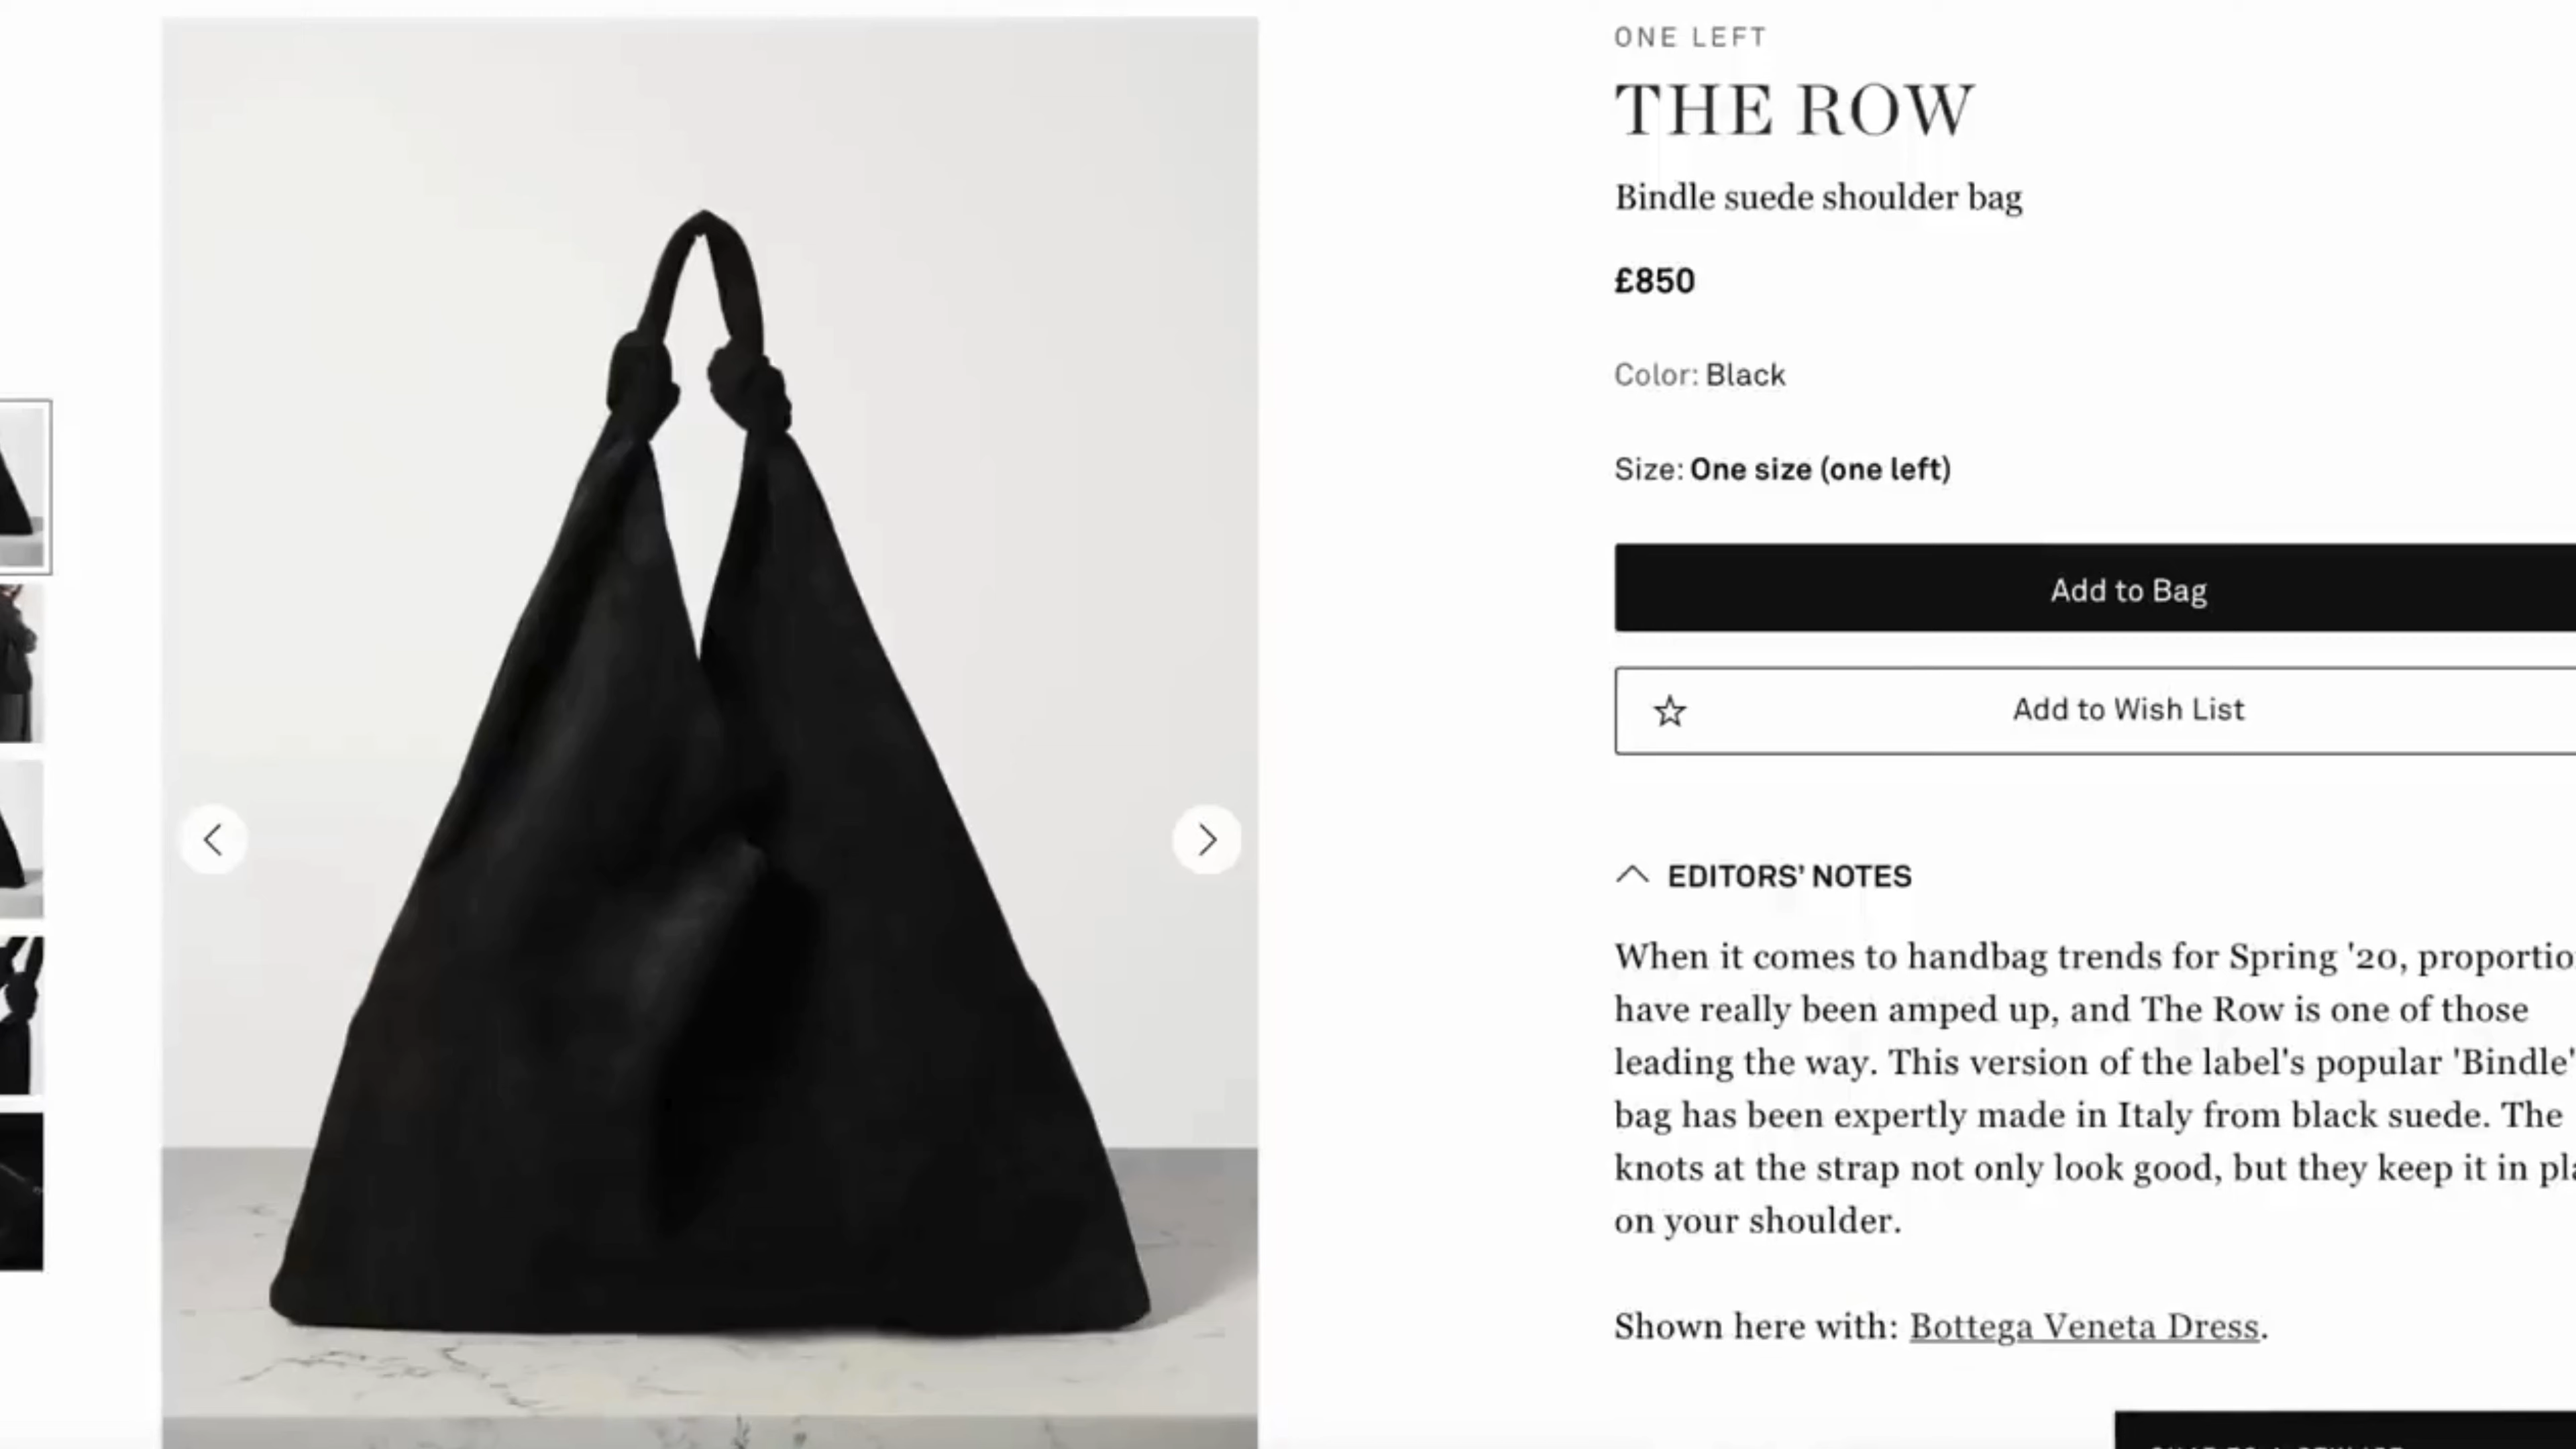 ONE LEFT
THE ROW
Bindle suede shoulder bag
£850
Color: Black
Size: One size (one left)
Add to Bag
Add to Wish List
EDITORS' NOTES
When it comes to handbag trends for Spring '20,
have really been amped up, and The Row is one of those
leading the way. This version of the label's popular 'Bindle'
bag has been expertly made in Italy from black suede. The
knots at the strap not only look good, but they keep it in
on your shoulder.
Shown here with: Bottega Veneta Dress.